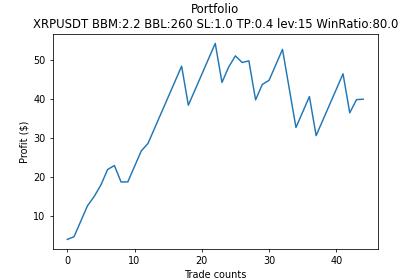 Portfolio
XRPUSDT BBM:2.2 BBL:260 SL:1.0 TP:0.4 lev:15 WinRatio:80.0
Profit ($)
50
40
30
20
10
0 10 20 30 40
Trade counts